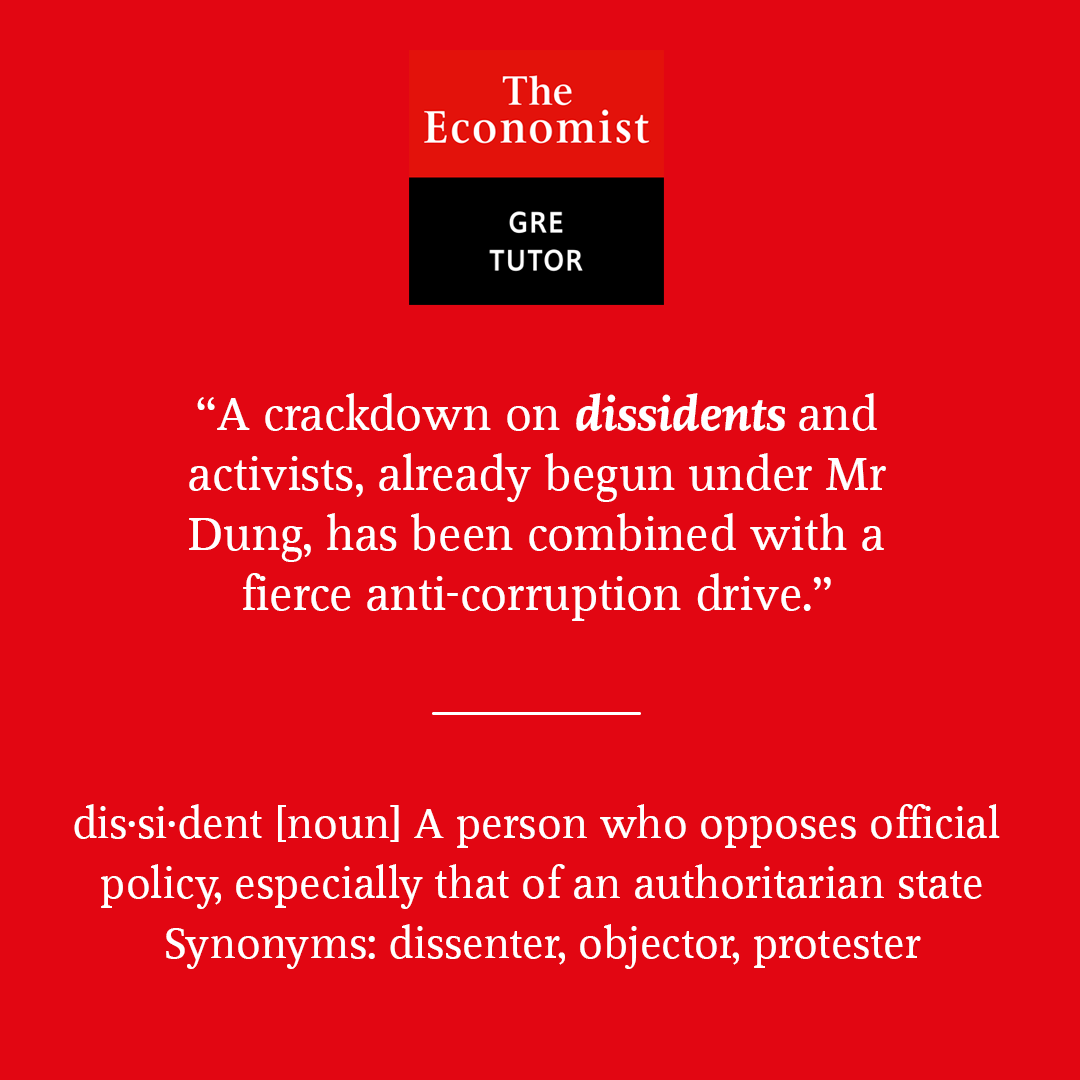 The
Economist
GRE
TUTOR
“A crackdown on dissidents and
activists, already begun under Mr
Dung, has been combined with a
fierce anti-corruption drive.”
dis·si·dent [noun] A person who opposes official
policy, especially that of an authoritarian state
Synonyms: dissenter, objector, protester